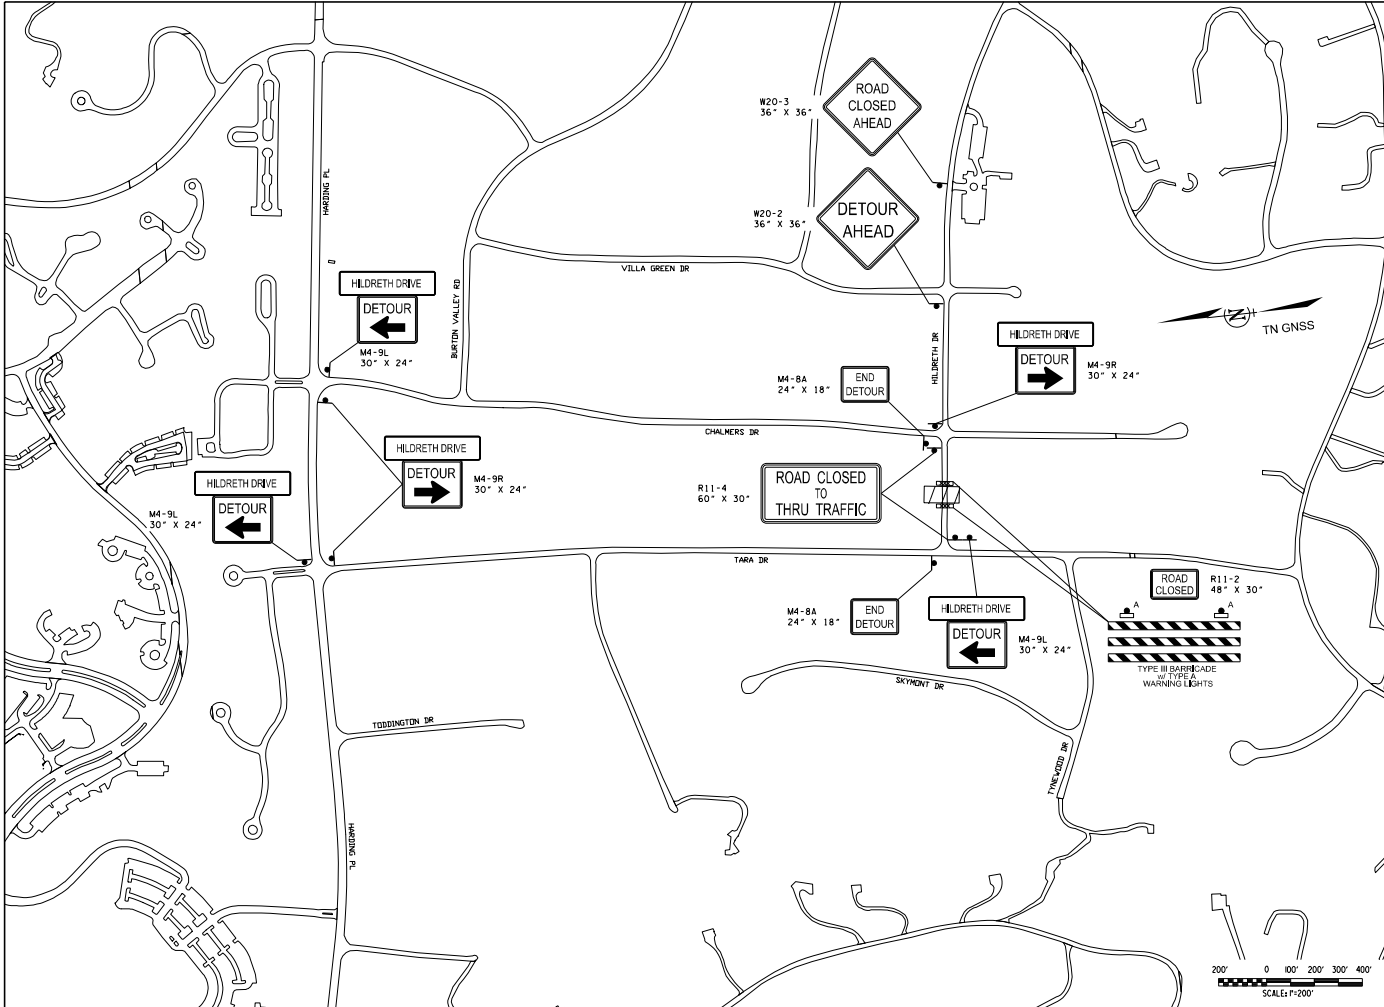 ROAD
CLOSED
AHEAD
W20-3
36" X 36"
DETOUR
AHEAD
W20-2
36" X 36"
HARDING PL
VILLA GREEN DR
BURTON VALLEY RD
HILDRETH DRIVE
DETOUR
M4-9L
30" X 24"
N
TN GNSS
HILDRETH DR
HILDRETH DRIVE
DETOUR
M4-9R
30" X 24"
M4-8A
24" X 18"
END
DETOUR
CHALMERS DR
HILDRETH DRIVE
DETOUR
M4-9R
30" X 24"
R11-4
60" X 30"
ROAD CLOSED
TO
THRU TRAFFIC
HILDRETH DRIVE
DETOUR
M4-9L
30" X 24"
TARA DR
ROAD
CLOSED
R11-2
48" X 30"
A
A
TYPE III BARRICADE
w/ TYPE A
WARNING LIGHTS
M4-8A
24" X 18"
END
DETOUR
HILDRETH DRIVE
DETOUR
M4-9L
30" X 24"
SKYMONT DR
TODDINGTON DR
TYNEWOOD DR
HARDING PL
200' 0 100' 200' 300' 400'
SCALE: 1"=200'